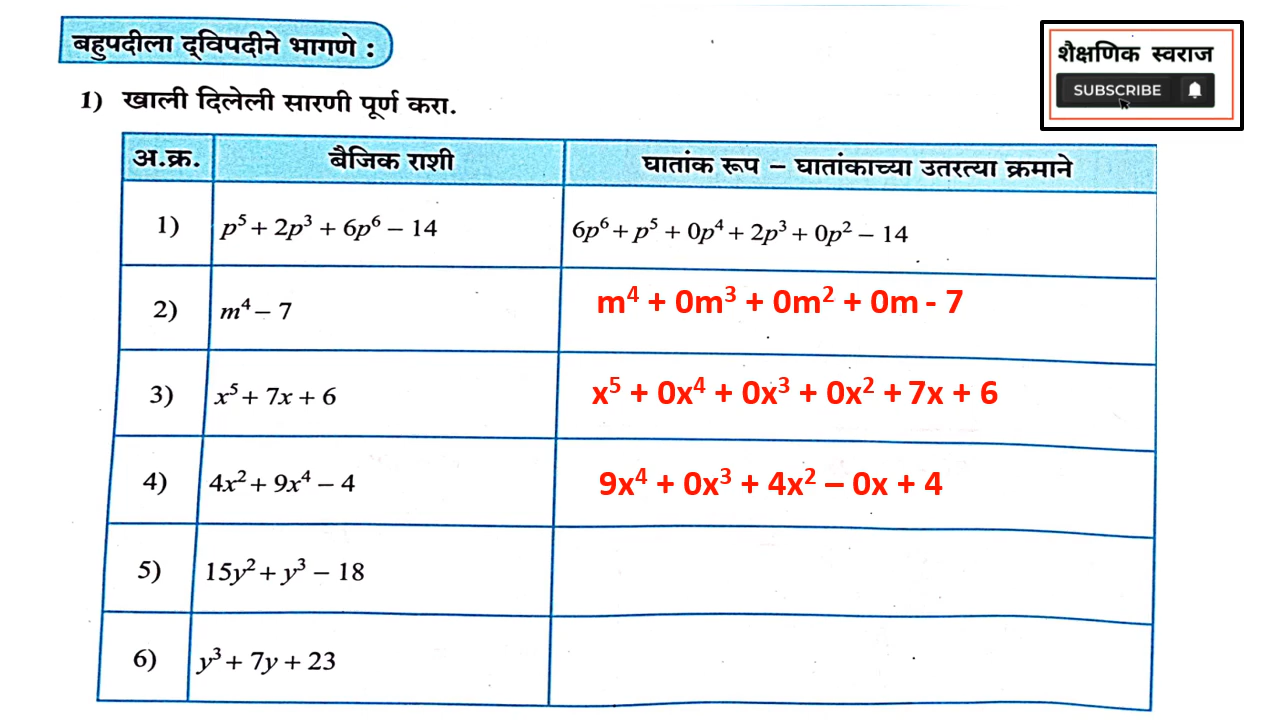 बहुपदीला द्‌विपदीने भागणे :
शैक्षणिक स्वराज
SUBSCRIBE
1) खाली दिलेली सारणी पूर्ण करा.
अ.क्र. बैजिक राशी घातांक रूप – घातांकाच्या उतरत्या क्रमाने
1) p⁵ + 2p³ + 6p⁶ – 14 6p⁶ + p⁵ + 0p⁴ + 2p³ + 0p² – 14
2) m⁴ – 7 m⁴ + 0m³ + 0m² + 0m - 7
3) x⁵ + 7x + 6 x⁵ + 0x⁴ + 0x³ + 0x² + 7x + 6
4) 4x² + 9x⁴ – 4 9x⁴ + 0x³ + 4x² – 0x + 4
5) 15y² + y³ – 18
6) y³ + 7y + 23